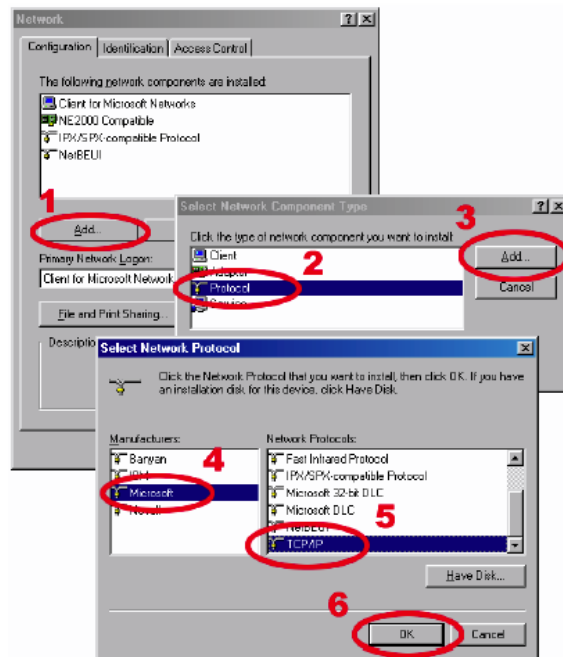 Network
Configuration Identification Access Control
The following network components are installed:
Client for Microsoft Networks
NE2000 Compatible
IPX/SPX-compatible Protocol
NetBEUI
1
Add...
Primary Network Logon:
Client for Microsoft Network
File and Print Sharing...
Description
Select Network Component Type
3
Click the type of network component you want to install:
2
Client
Adapter
Protocol
Service
Add...
Cancel
Select Network Protocol
Click the Network Protocol that you want to install, then click OK. If you have
an installation disk for this device, click Have Disk.
Manufacturers:
4
Banyan
IBM
Microsoft
Novell
Network Protocols:
Fast Infrared Protocol
IPX/SPX-compatible Protocol
Microsoft 32-bit DLC
Microsoft DLC
5
NetBEUI
TCP/IP
Have Disk...
6
OK
Cancel